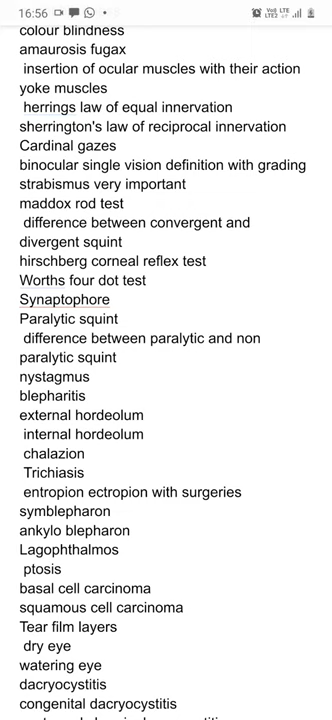 16:56
Vo)) LTE
LTE2
colour blindness
amaurosis fugax
insertion of ocular muscles with their action
yoke muscles
herrings law of equal innervation
sherrington's law of reciprocal innervation
Cardinal gazes
binocular single vision definition with grading
strabismus very important
maddox rod test
difference between convergent and
divergent squint
hirschberg corneal reflex test
Worths four dot test
Synaptophore
Paralytic squint
difference between paralytic and non
paralytic squint
nystagmus
blepharitis
external hordeolum
internal hordeolum
chalazion
Trichiasis
entropion ectropion with surgeries
symblepharon
ankylo blepharon
Lagophthalmos
ptosis
basal cell carcinoma
squamous cell carcinoma
Tear film layers
dry eye
watering eye
dacryocystitis
congenital dacryocystitis